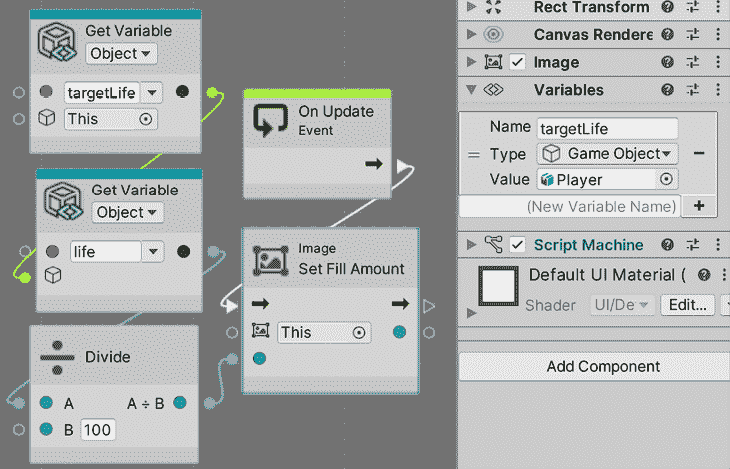 Get Variable
Object
targetLife
This
Get Variable
Object
life
Divide
A A ÷ B
B 100
On Update
Event
Image
Set Fill Amount
This
Rect Transform
Canvas Rendere
Image
Variables
Name targetLife
Type Game Object
Value Player
(New Variable Name)
Script Machine
Default UI Material (
Shader UI/De Edit...
Add Component